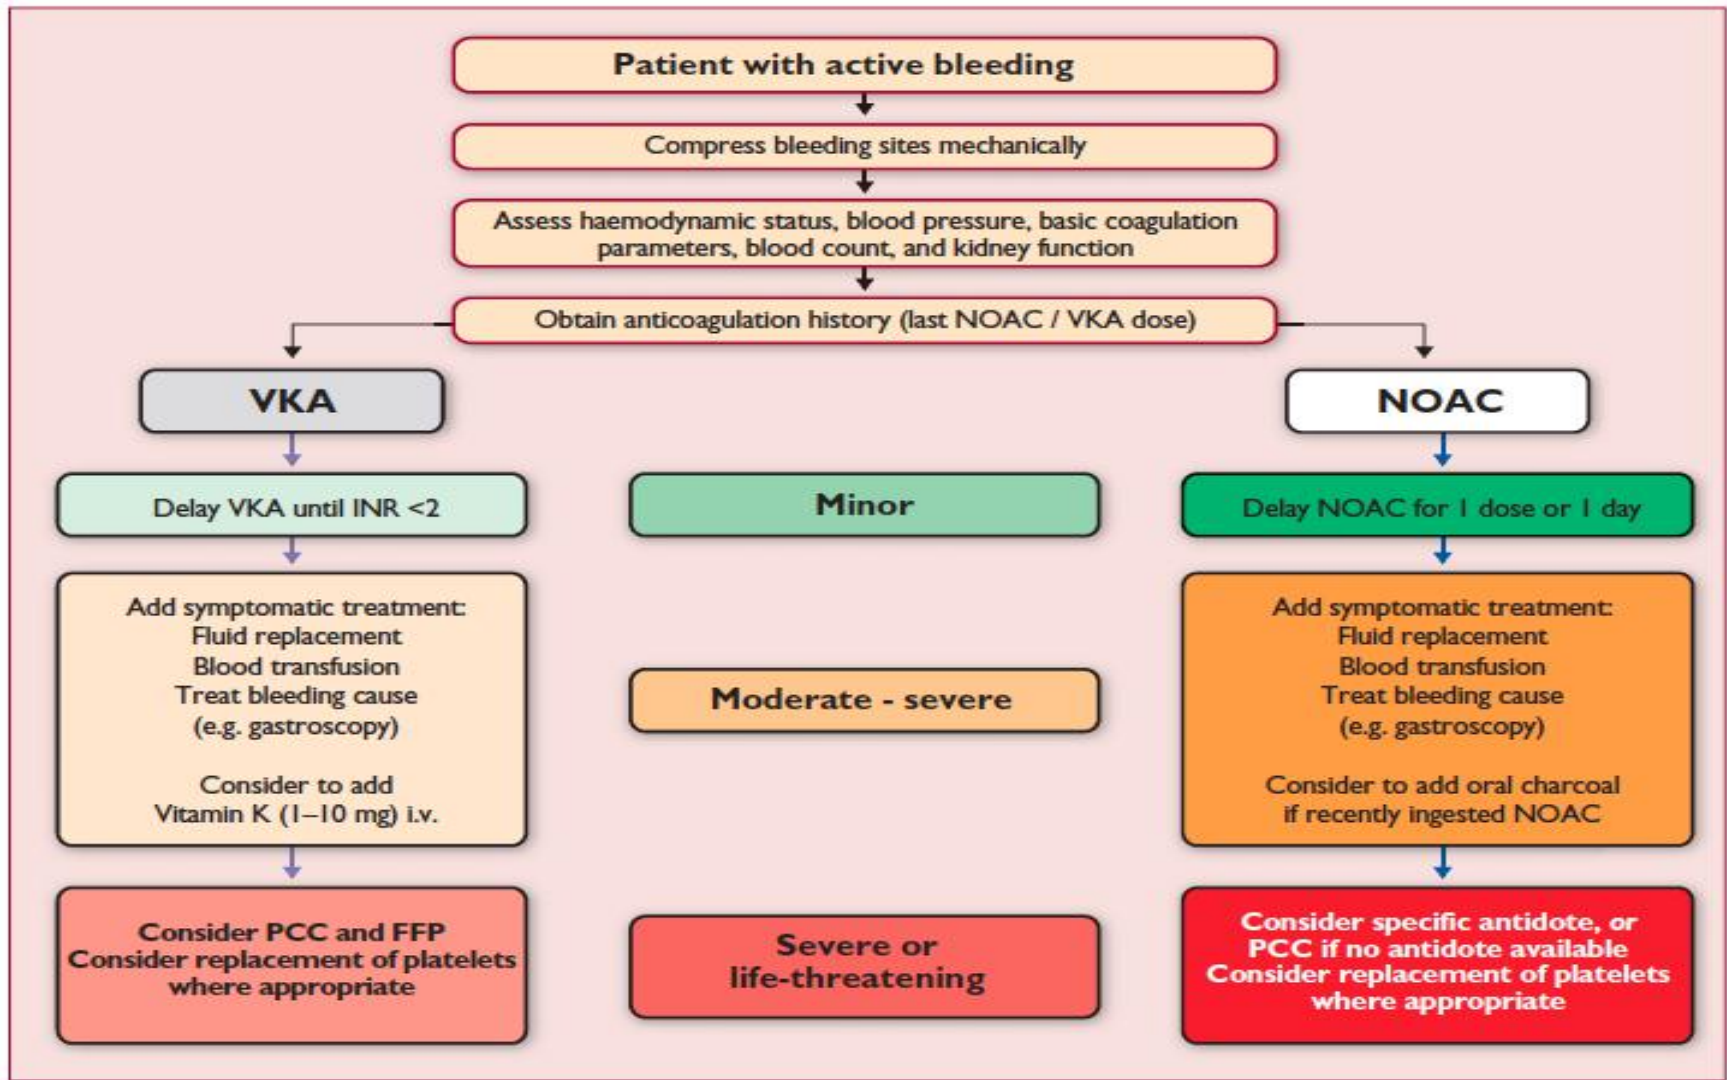 Patient with active bleeding
Compress bleeding sites mechanically
Assess haemodynamic status, blood pressure, basic coagulation
parameters, blood count, and kidney function
Obtain anticoagulation history (last NOAC / VKA dose)
VKA
NOAC
Delay VKA until INR <2
Minor
Delay NOAC for 1 dose or 1 day
Add symptomatic treatment:
Fluid replacement
Blood transfusion
Treat bleeding cause
(e.g. gastroscopy)
Consider to add
Vitamin K (1–10 mg) i.v.
Moderate - severe
Add symptomatic treatment:
Fluid replacement
Blood transfusion
Treat bleeding cause
(e.g. gastroscopy)
Consider to add oral charcoal
if recently ingested NOAC
Consider PCC and FFP
Consider replacement of platelets
where appropriate
Severe or
life-threatening
Consider specific antidote, or
PCC if no antidote available
Consider replacement of platelets
where appropriate